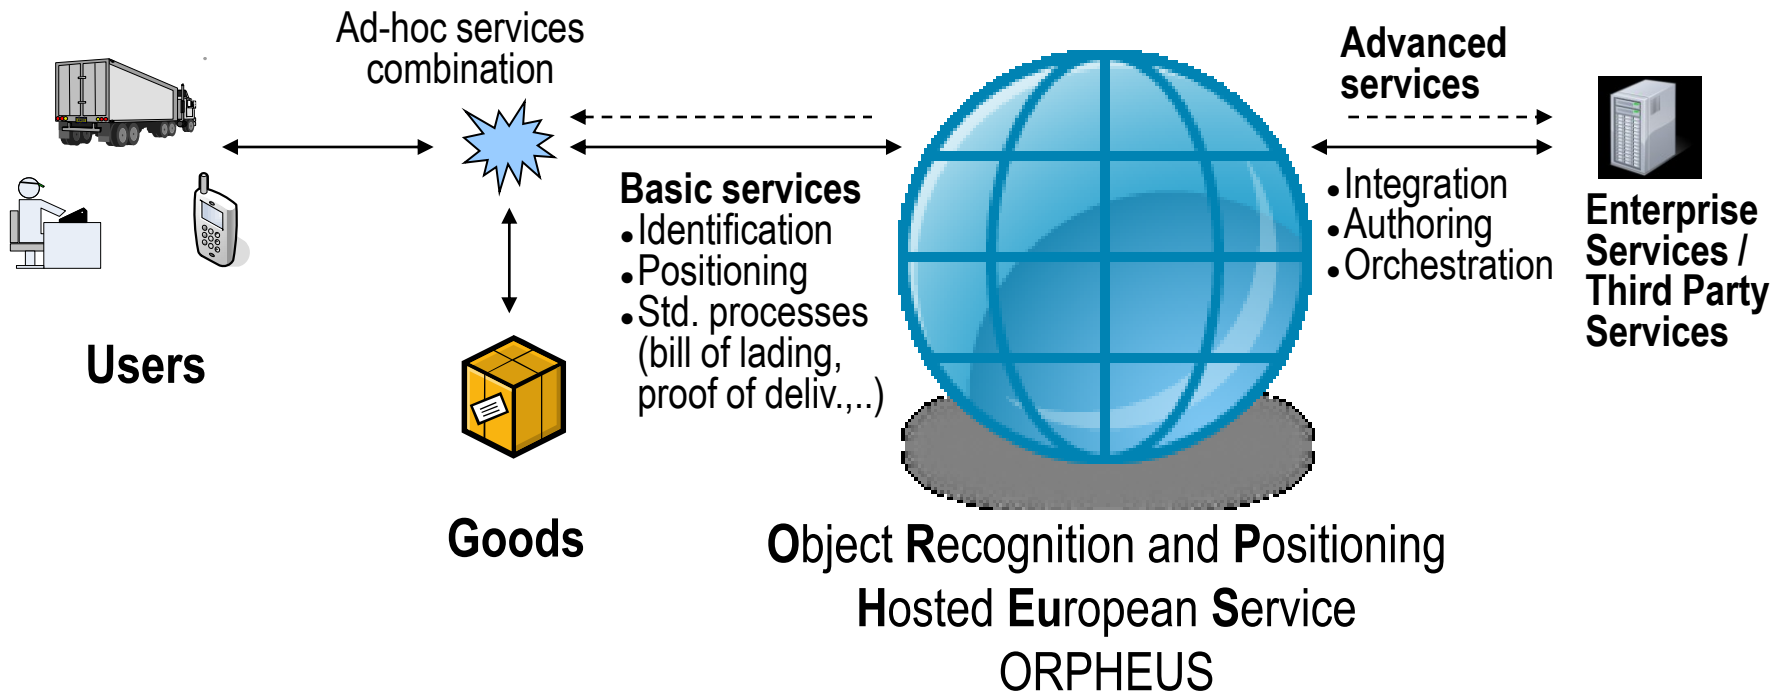 Ad-hoc services
combination
Users
Goods
Basic services
•Identification
•Positioning
•Std. processes
(bill of lading,
proof of deliv.,..)
Advanced
services
•Integration
•Authoring
•Orchestration
Enterprise
Services /
Third Party
Services
Object Recognition and Positioning
Hosted European Service
ORPHEUS